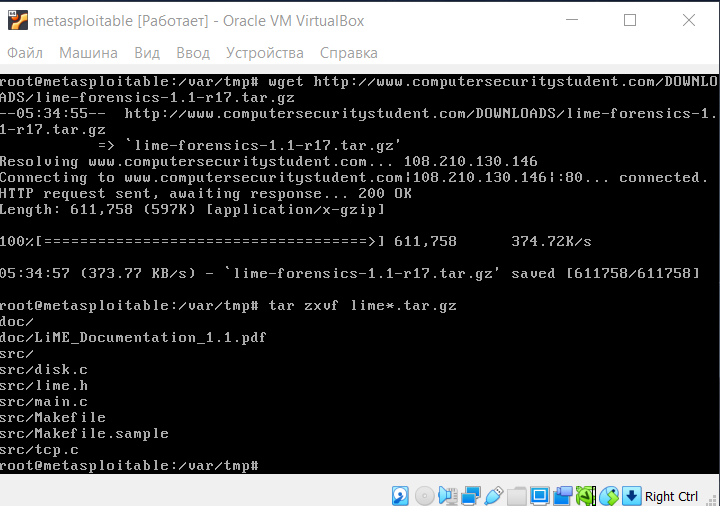 metasploitable [Работает] - Oracle VM VirtualBox
Файл Машина Вид Ввод Устройства Справка
root@metasploitable:/var/tmp# wget http://www.computersecuritystudent.com/DOWNLO
ADS/lime-forensics-1.1-r17.tar.gz
--05:34:55--  http://www.computersecuritystudent.com/DOWNLOADS/lime-forensics-1.
1-r17.tar.gz
           => `lime-forensics-1.1-r17.tar.gz'
Resolving www.computersecuritystudent.com... 108.210.130.146
Connecting to www.computersecuritystudent.com|108.210.130.146|:80... connected.
HTTP request sent, awaiting response... 200 OK
Length: 611,758 (597K) [application/x-gzip]
100%[====================================>] 611,758      374.72K/s
05:34:57 (373.77 KB/s) - `lime-forensics-1.1-r17.tar.gz' saved [611758/611758]
root@metasploitable:/var/tmp# tar zxvf lime*.tar.gz
doc/
doc/LiME_Documentation_1.1.pdf
src/
src/disk.c
src/lime.h
src/main.c
src/Makefile
src/Makefile.sample
src/tcp.c
root@metasploitable:/var/tmp#
Right Ctrl